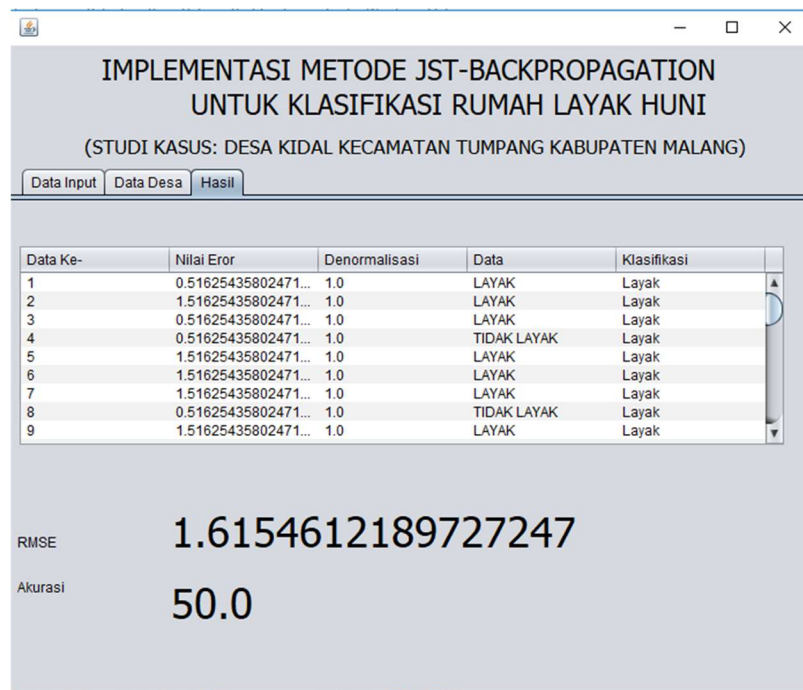 IMPLEMENTASI METODE JST-BACKPROPAGATION
UNTUK KLASIFIKASI RUMAH LAYAK HUNI
(STUDI KASUS: DESA KIDAL KECAMATAN TUMPANG KABUPATEN MALANG)
Data Input Data Desa Hasil
Data Ke- Nilai Eror Denormalisasi Data Klasifikasi
1 0.51625435802471... 1.0 LAYAK Layak
2 1.51625435802471... 1.0 LAYAK Layak
3 0.51625435802471... 1.0 LAYAK Layak
4 0.51625435802471... 1.0 TIDAK LAYAK Layak
5 1.51625435802471... 1.0 LAYAK Layak
6 1.51625435802471... 1.0 LAYAK Layak
7 1.51625435802471... 1.0 LAYAK Layak
8 0.51625435802471... 1.0 TIDAK LAYAK Layak
9 1.51625435802471... 1.0 LAYAK Layak
RMSE 1.6154612189727247
Akurasi 50.0